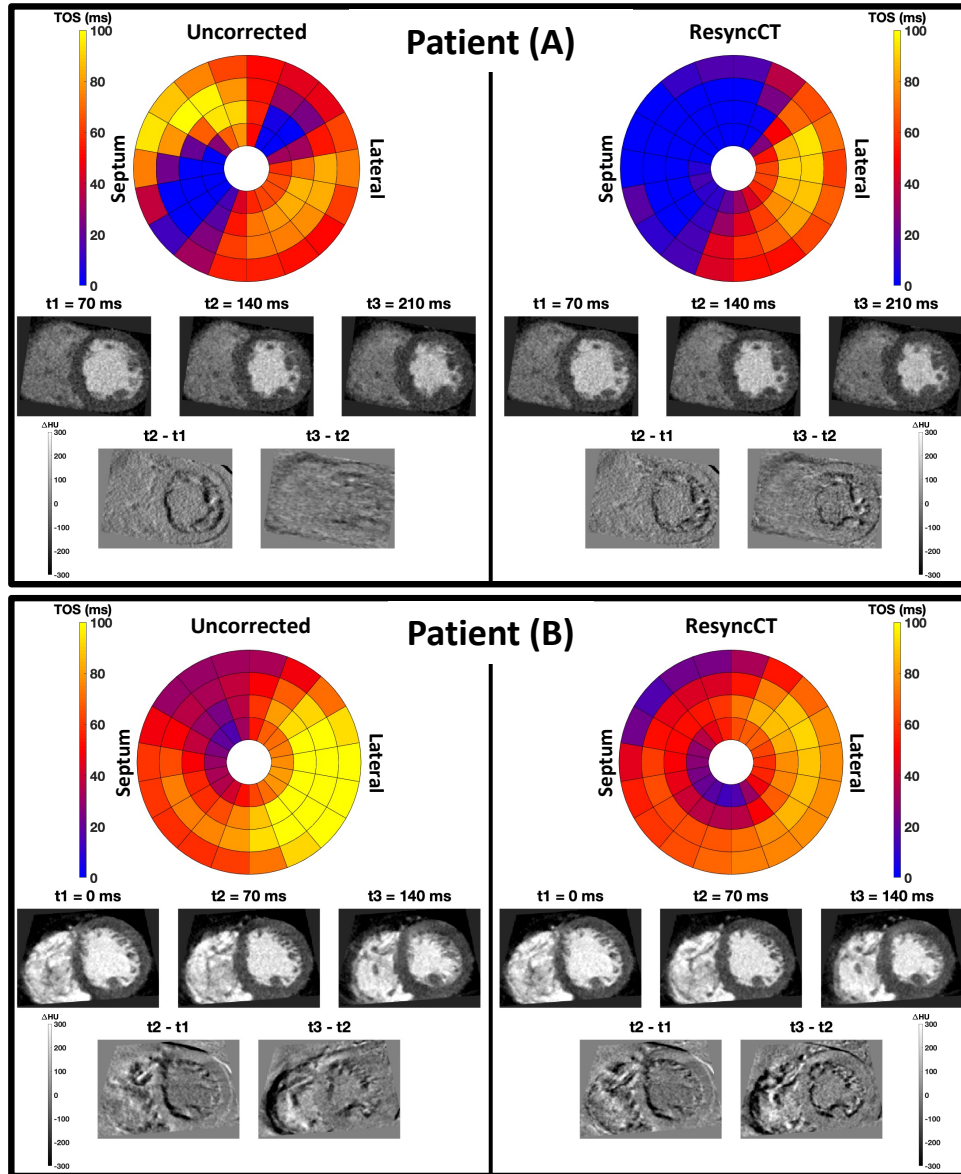 Patient (A)
TOS (ms)
Uncorrected
100
80
60
40
20
0
Septum
Lateral
ResyncCT
TOS (ms)
100
80
60
40
20
0
Septum
Lateral
t1 = 70 ms
t2 = 140 ms
t3 = 210 ms
t1 = 70 ms
t2 = 140 ms
t3 = 210 ms
ΔHU
300
200
100
0
-100
-200
-300
t2 - t1
t3 - t2
t2 - t1
t3 - t2
ΔHU
300
200
100
0
-100
-200
-300
Patient (B)
TOS (ms)
Uncorrected
100
80
60
40
20
0
Septum
Lateral
ResyncCT
TOS (ms)
100
80
60
40
20
0
Septum
Lateral
t1 = 0 ms
t2 = 70 ms
t3 = 140 ms
t1 = 0 ms
t2 = 70 ms
t3 = 140 ms
ΔHU
300
200
100
0
-100
-200
-300
t2 - t1
t3 - t2
t2 - t1
t3 - t2
ΔHU
300
200
100
0
-100
-200
-300